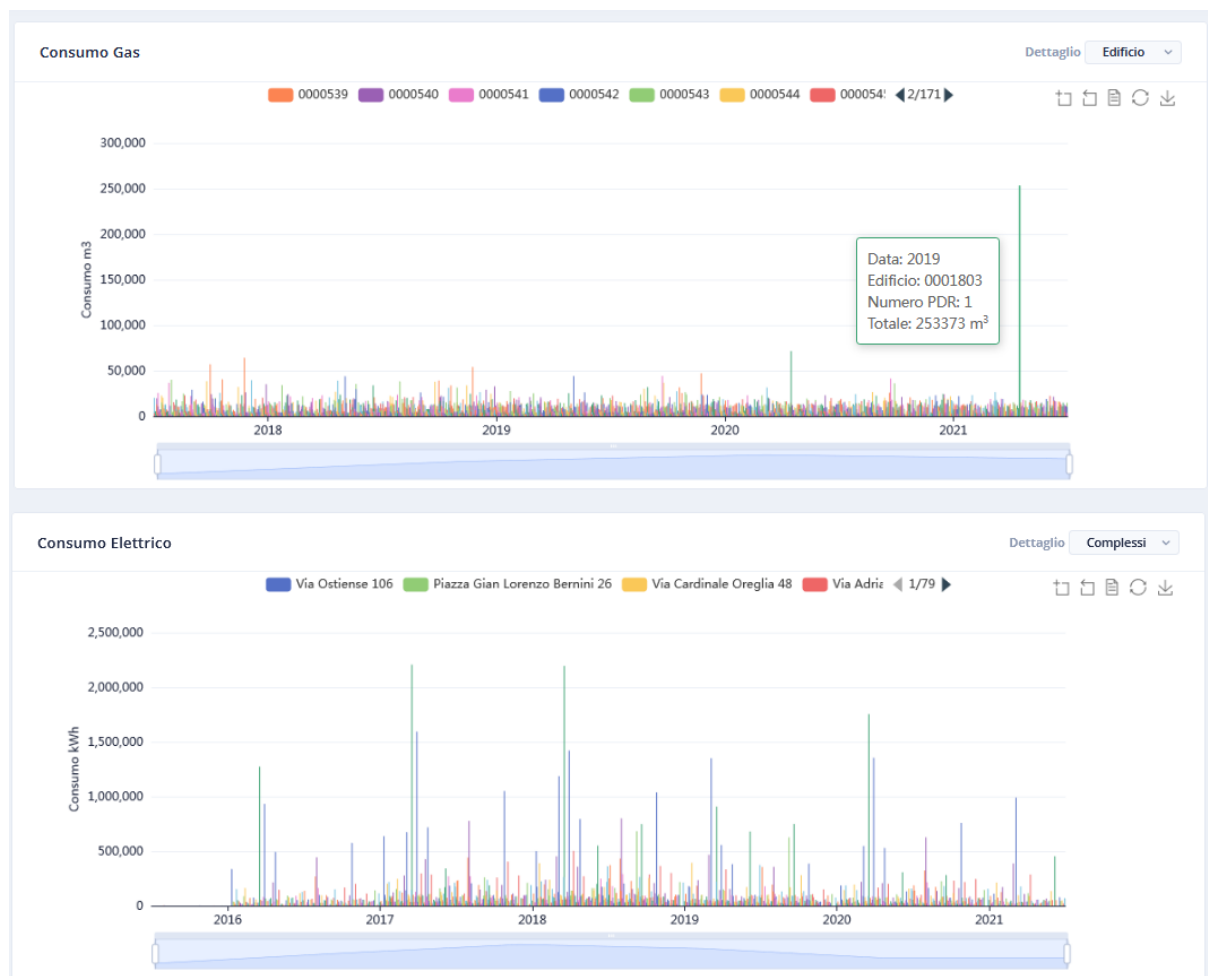 Consumo Gas
Dettaglio Edificio
0000539 0000540 0000541 0000542 0000543 0000544 2/171
300,000
250,000
200,000
150,000
100,000
50,000
0
Consumo m3
Data: 2019
Edificio: 0001803
Numero PDR: 1
Totale: 253373 m³
2018 2019 2020 2021
Consumo Elettrico
Dettaglio Complessi
Via Ostiense 106 Piazza Gian Lorenzo Bernini 26 Via Cardinale Oreglia 48 Via Adria 1/79
2,500,000
2,000,000
1,500,000
1,000,000
500,000
0
Consumo kWh
2016 2017 2018 2019 2020 2021